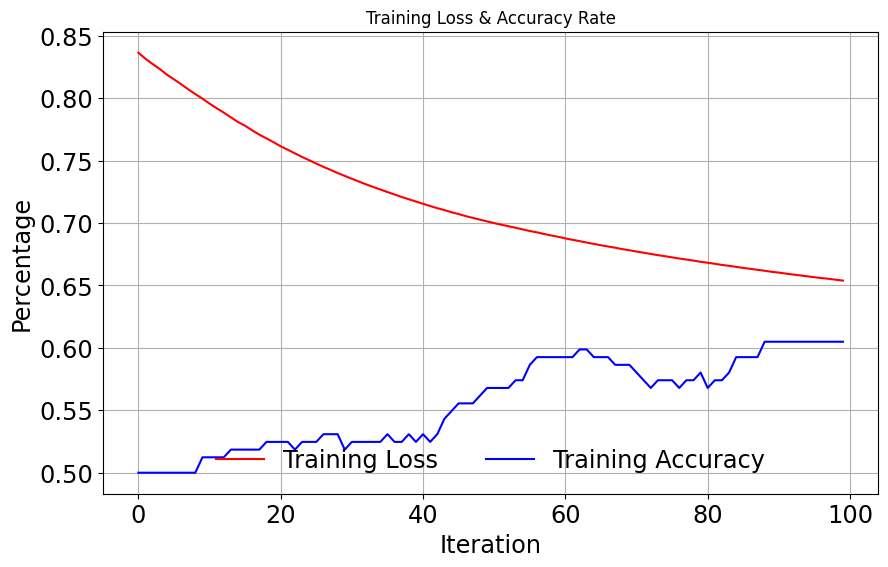 Training Loss & Accuracy Rate
0.85
0.80
0.75
0.70
0.65
0.60
0.55
0.50
Percentage
Training Loss Training Accuracy
0 20 40 60 80 100
Iteration